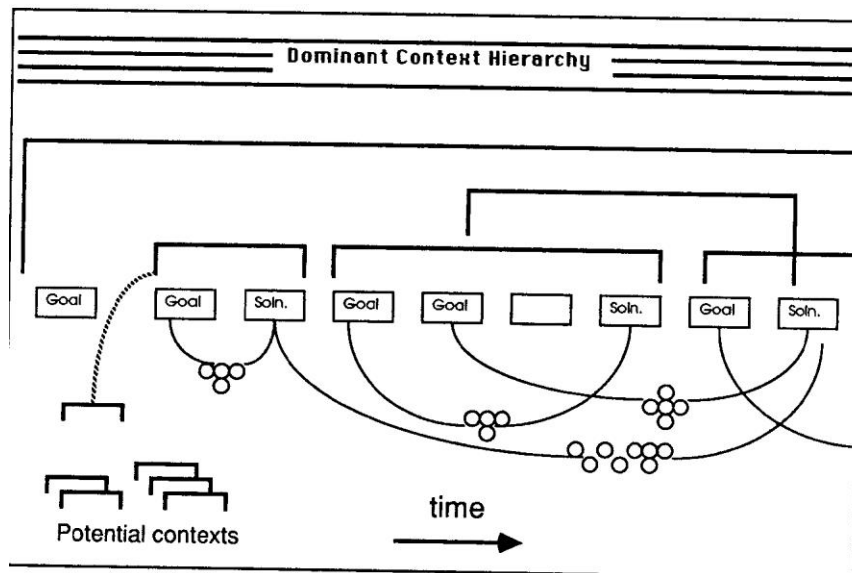 Dominant Context Hierarchy
Goal Goal Soln. Goal Goal Soln. Goal Soln.
time
Potential contexts